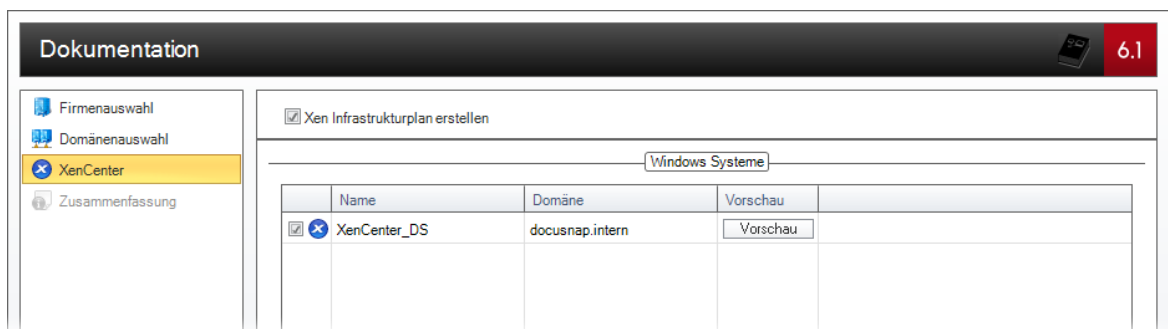 Dokumentation
6.1
Firmenauswahl
Domänenauswahl
XenCenter
Zusammenfassung
Xen Infrastrukturplan erstellen
Windows Systeme
Name Domäne Vorschau
XenCenter_DS docusnap.intern Vorschau